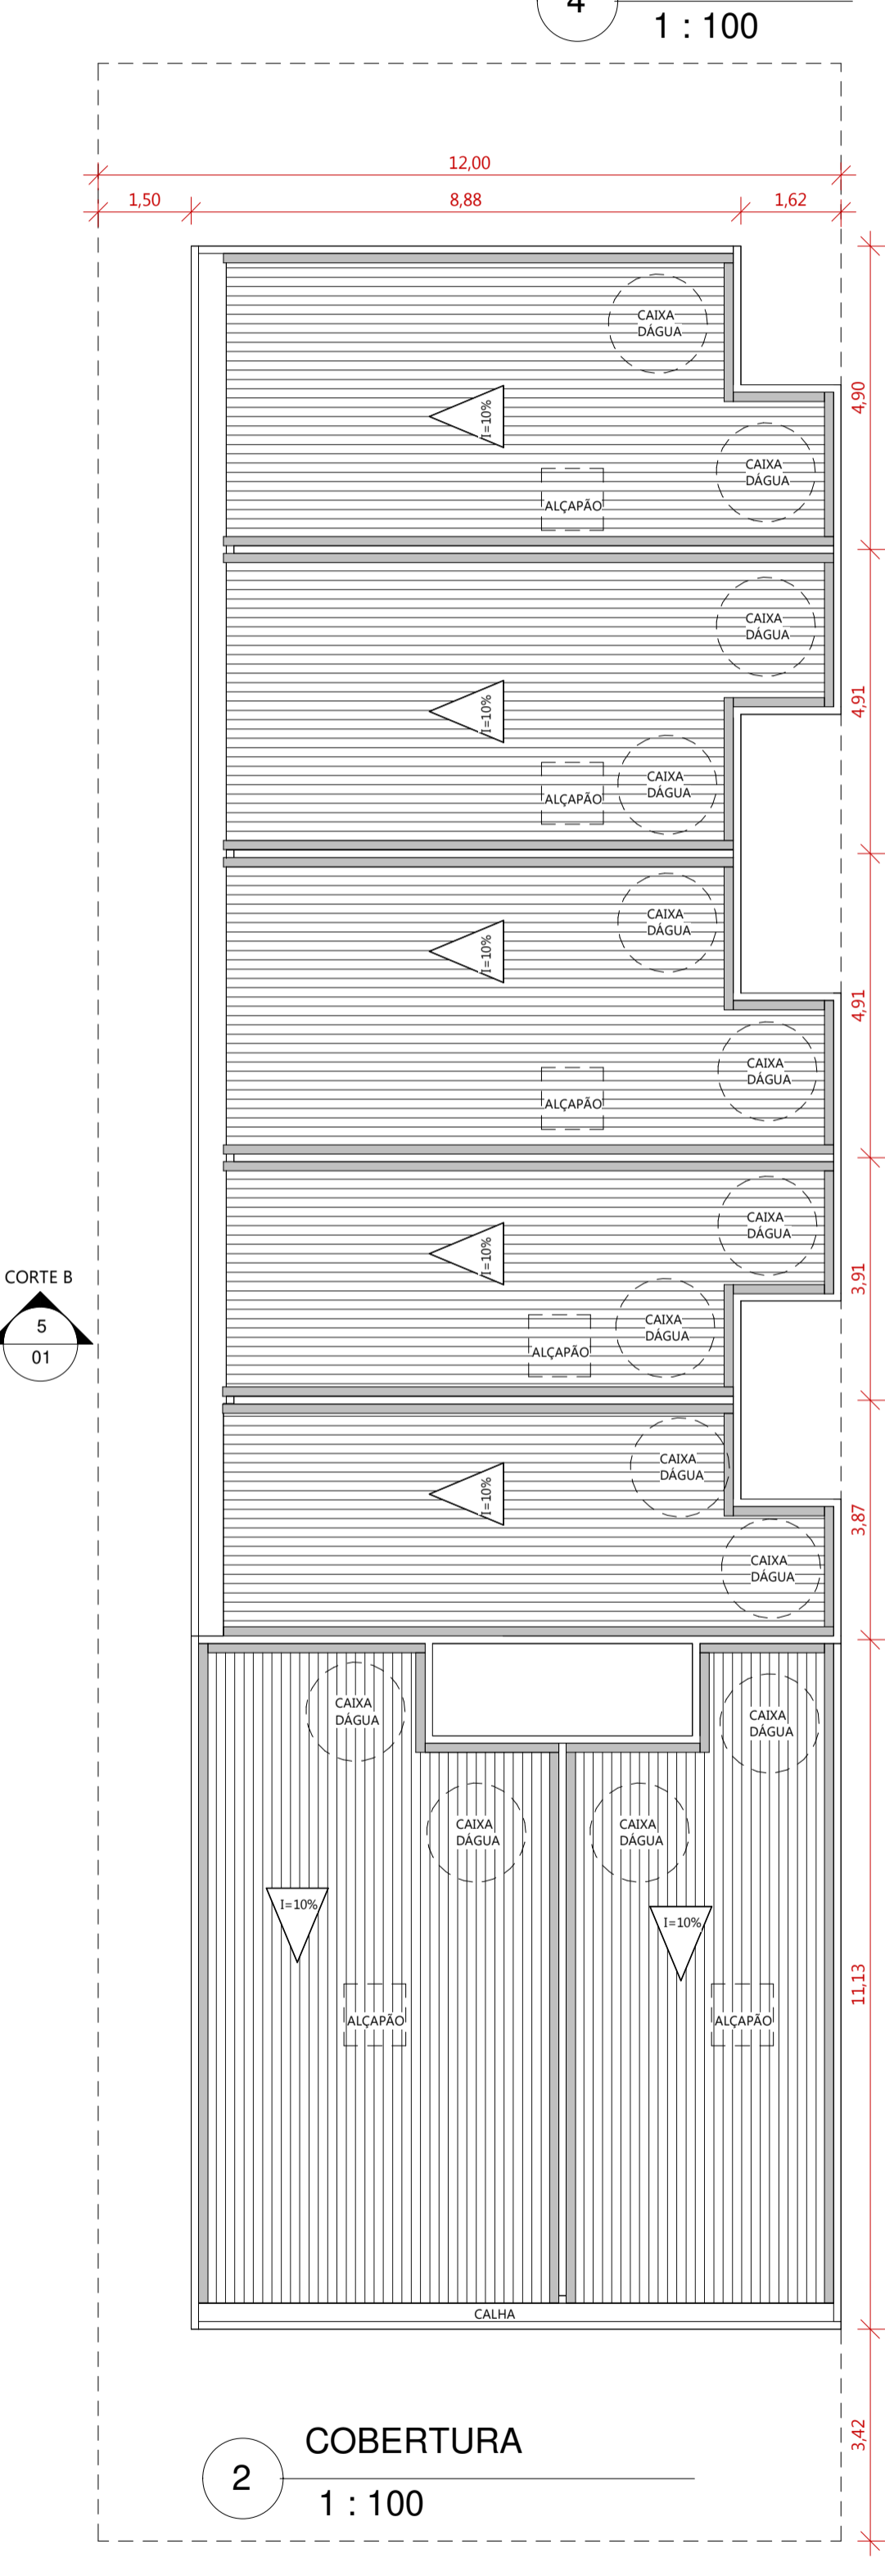 4
1 : 100
12,00
1,50
8,88
1,62
CAIXA
DÁGUA
4,90
I=10%
CAIXA
DÁGUA
ALÇAPÃO
CAIXA
DÁGUA
4,91
I=10%
CAIXA
DÁGUA
ALÇAPÃO
CAIXA
DÁGUA
I=10%
4,91
CAIXA
DÁGUA
ALÇAPÃO
CAIXA
DÁGUA
I=10%
3,91
CORTE B
5
01
CAIXA
DÁGUA
ALÇAPÃO
CAIXA
DÁGUA
I=10%
3,87
CAIXA
DÁGUA
CAIXA
DÁGUA
CAIXA
DÁGUA
CAIXA
DÁGUA
CAIXA
DÁGUA
I=10%
I=10%
11,13
ALÇAPÃO
ALÇAPÃO
CALHA
3,42
COBERTURA
2
1 : 100